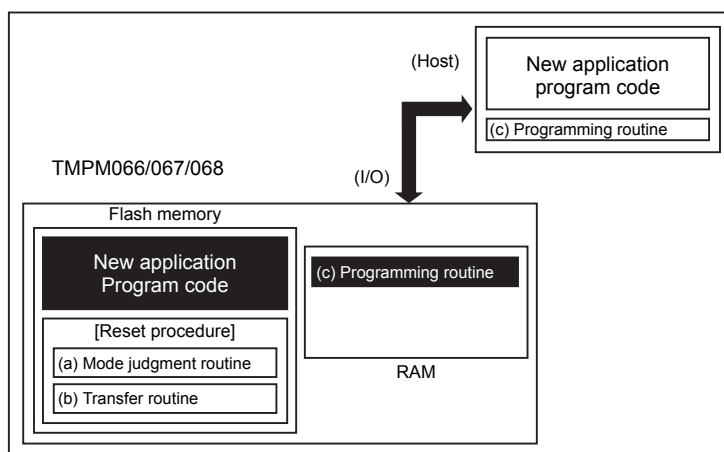 (Host)
New application
program code
(c) Programming routine
TMPM066/067/068
(I/O)
Flash memory
New application
Program code
[Reset procedure]
(a) Mode judgment routine
(b) Transfer routine
(c) Programming routine
RAM